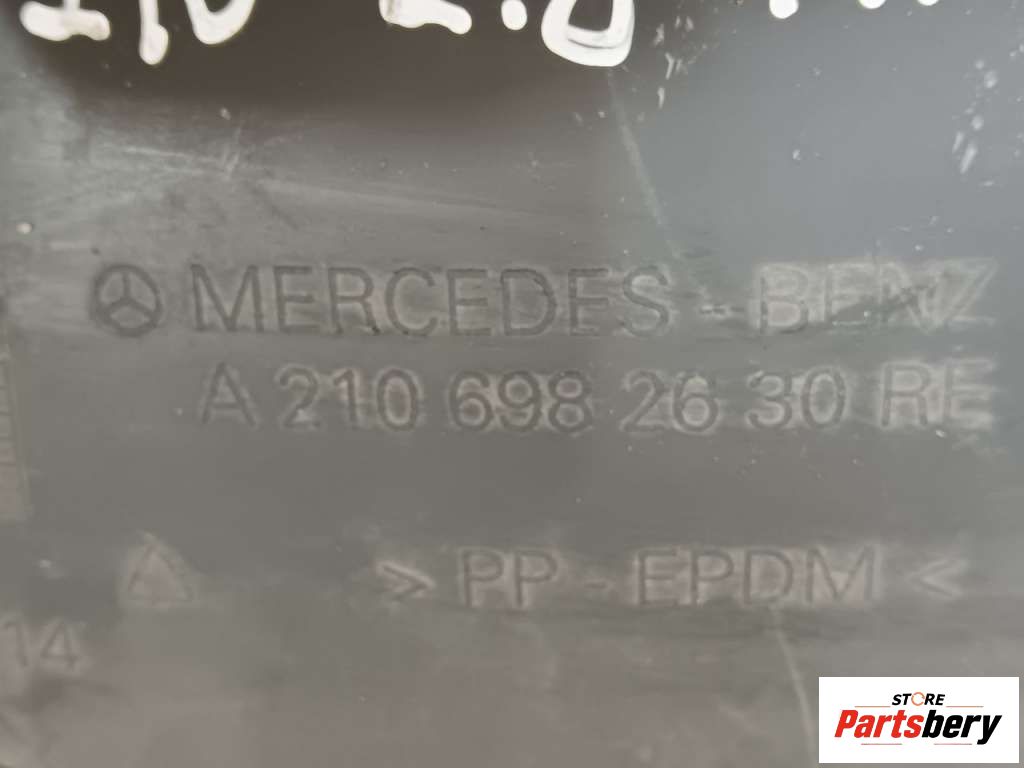 MERCEDES-BENZ
A 210 698 26 30 RE
> PP-EPDM <
14
STORE
Partsbery